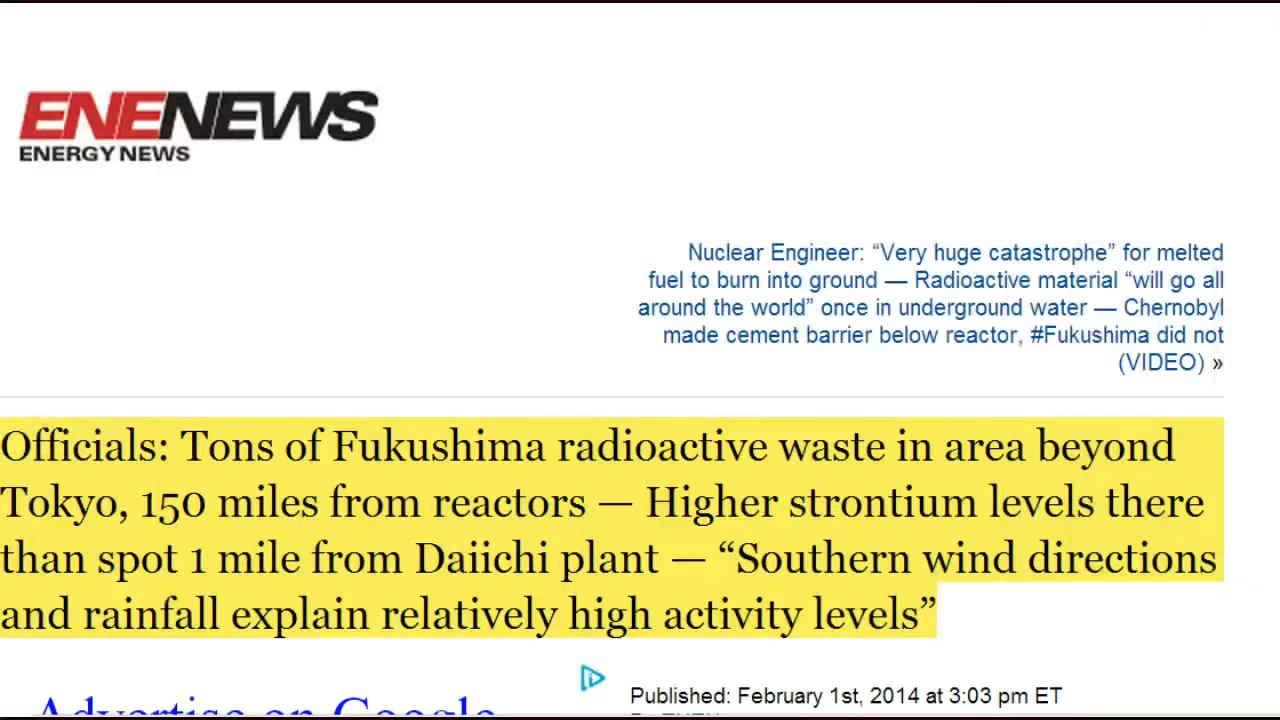 ENENEWS
ENERGY NEWS
Nuclear Engineer: “Very huge catastrophe” for melted
fuel to burn into ground — Radioactive material “will go all
around the world” once in underground water — Chernobyl
made cement barrier below reactor, #Fukushima did not
(VIDEO) »
Officials: Tons of Fukushima radioactive waste in area beyond
Tokyo, 150 miles from reactors — Higher strontium levels there
than spot 1 mile from Daiichi plant — “Southern wind directions
and rainfall explain relatively high activity levels”
Advertise on Google
Published: February 1st, 2014 at 3:03 pm ET